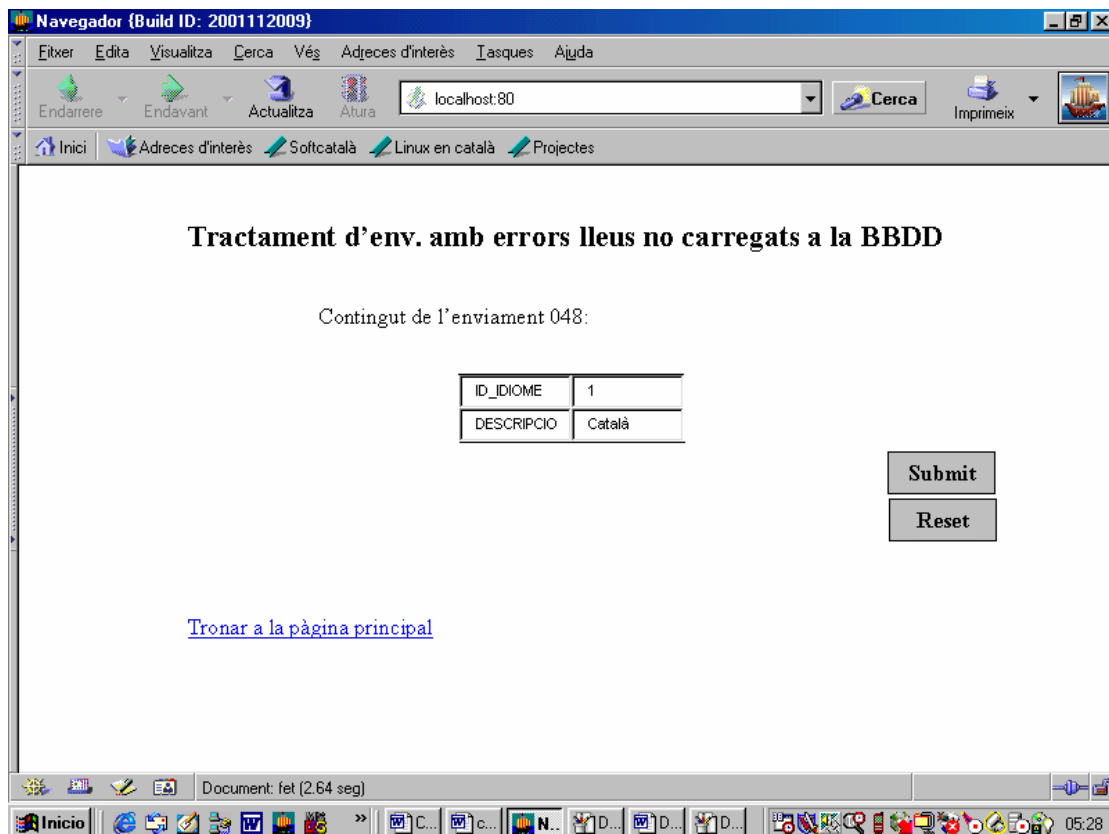 Navegador {Build ID: 2001112009}
Fitxer Edita Visualitza Cerca Vés Adreces d'interès Tasques Ajuda
Endarrere Endavant Actualitza Atura localhost:80 Cerca Imprimeix
Inici Adreces d'interès Softcatalà Linux en català Projectes
Tractament d'env. amb errors lleus no carregats a la BBDD
Contingut de l'enviament 048:
ID_IDIOME 1
DESCRIPCIO Català
Submit
Reset
Tronar a la pàgina principal
Document: fet (2.64 seg)
Inicio » C... c... N.. D... D... D... 05:28